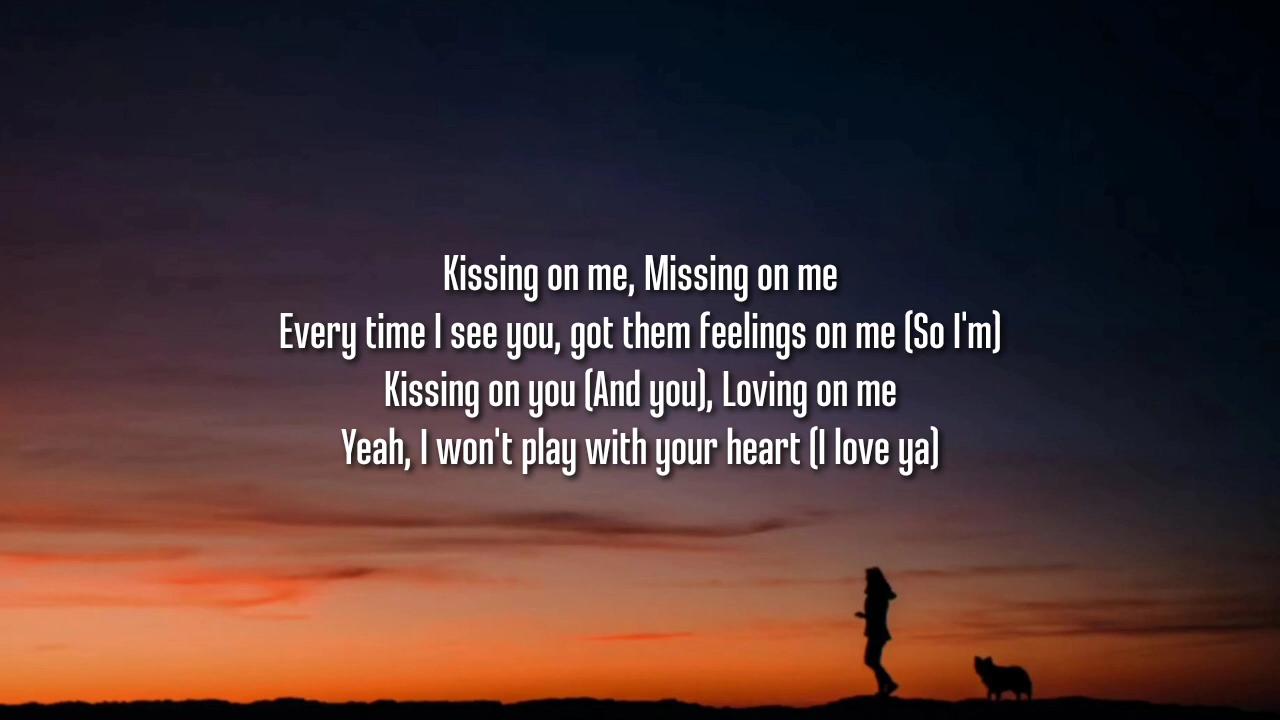 Kissing on me, Missing on me
Every time I see you, got them feelings on me (So I'm)
Kissing on you (And you), Loving on me
Yeah, I won't play with your heart (I love ya)